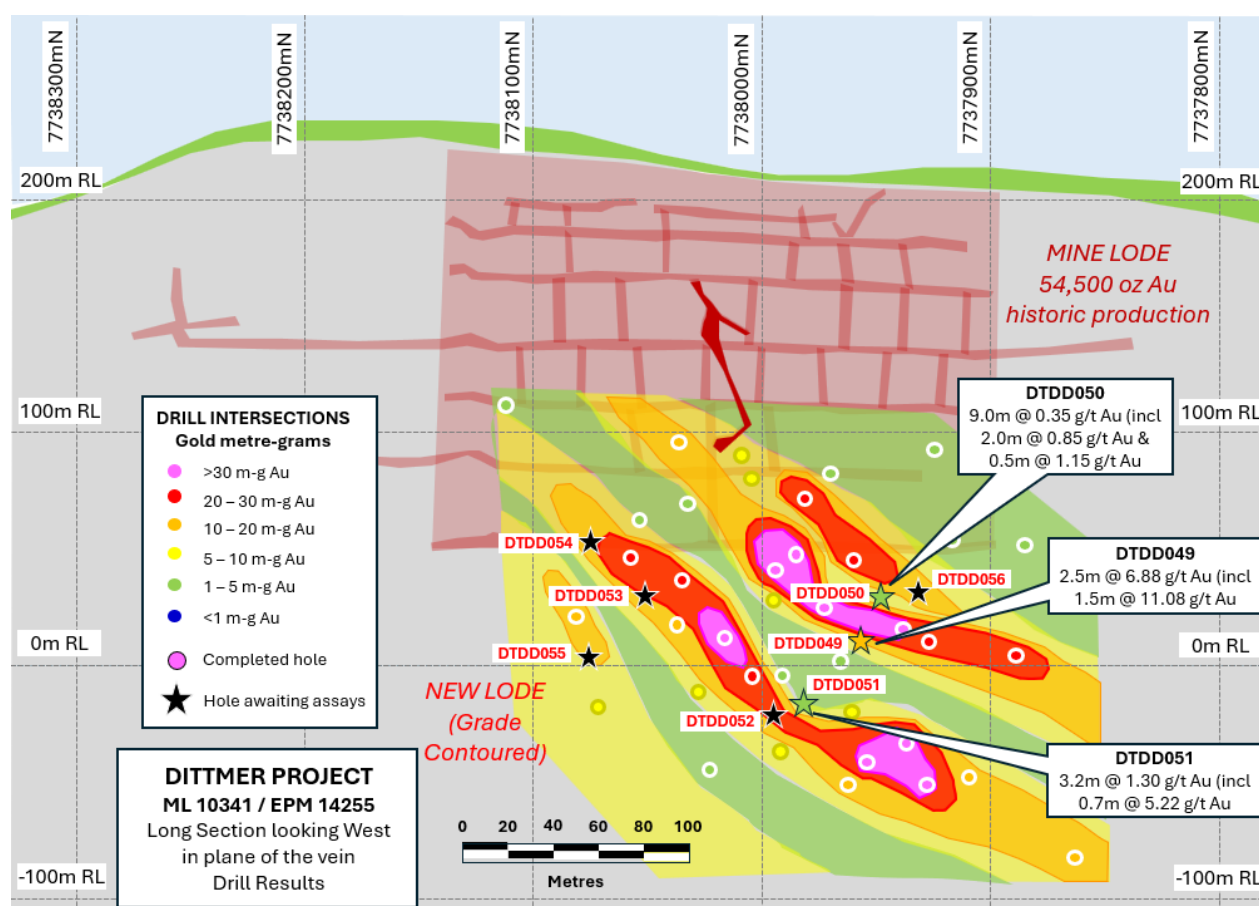 7738300mN
7738200mN
7738100mN
7738000mN
7737900mN
7737800mN
200m RL
200m RL
MINE LODE
54,500 oz Au
historic production
DTDD050
9.0m @ 0.35 g/t Au (incl
2.0m @ 0.85 g/t Au &
0.5m @ 1.15 g/t Au
100m RL
100m RL
DRILL INTERSECTIONS
Gold metre-grams
>30 m-g Au
20 – 30 m-g Au
10 – 20 m-g Au
5 – 10 m-g Au
1 – 5 m-g Au
<1 m-g Au
Completed hole
Hole awaiting assays
DTDD054
DTDD053
DTDD055
DTDD050
DTDD056
DTDD049
DTDD051
DTDD052
DTDD049
2.5m @ 6.88 g/t Au (incl
1.5m @ 11.08 g/t Au
0m RL
0m RL
NEW LODE
(Grade
Contoured)
DTDD051
3.2m @ 1.30 g/t Au (incl
0.7m @ 5.22 g/t Au
DITTMER PROJECT
ML 10341 / EPM 14255
Long Section looking West
in plane of the vein
Drill Results
0 20 40 60 80 100
Metres
-100m RL
-100m RL